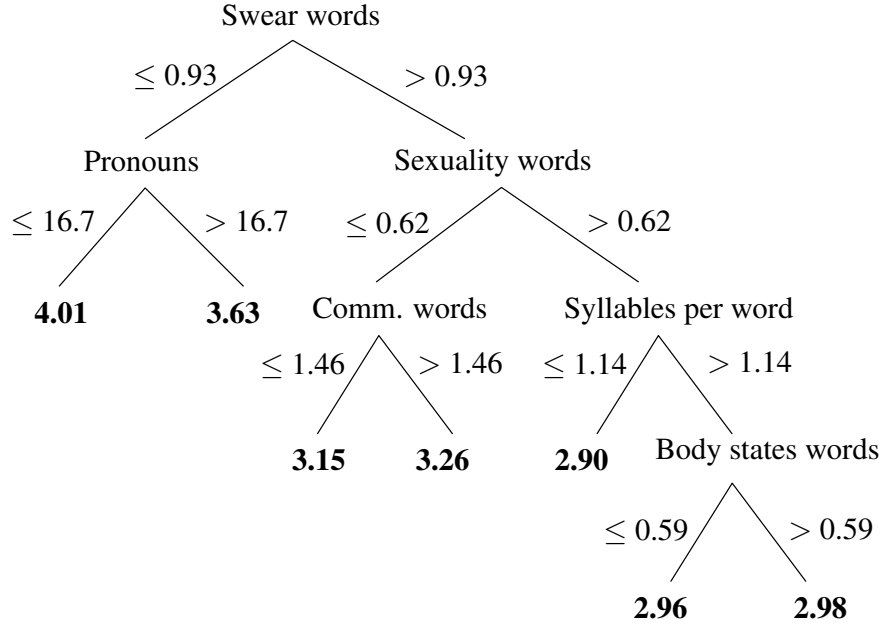 Swear words
≤ 0.93 > 0.93
Pronouns Sexuality words
≤ 16.7 > 16.7 ≤ 0.62 > 0.62
4.01 3.63 Comm. words Syllables per word
≤ 1.46 > 1.46 ≤ 1.14 > 1.14
3.15 3.26 2.90 Body states words
≤ 0.59 > 0.59
2.96 2.98